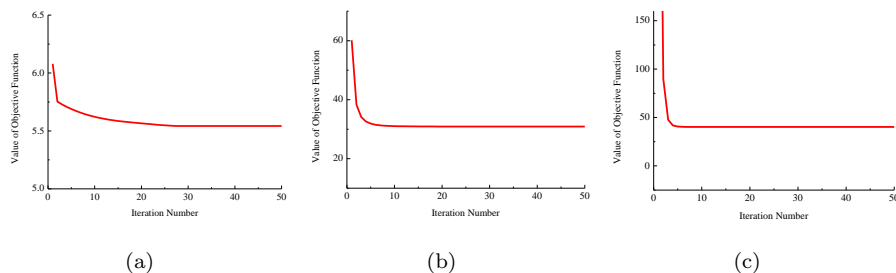 Value of Objective Function
6.5
6.0
5.5
5.0
0 10 20 30 40 50
Iteration Number
(a)
Value of Objective Function
60
40
20
0 10 20 30 40 50
Iteration Number
(b)
Value of Objective Function
150
100
50
0
0 10 20 30 40 50
Iteration Number
(c)